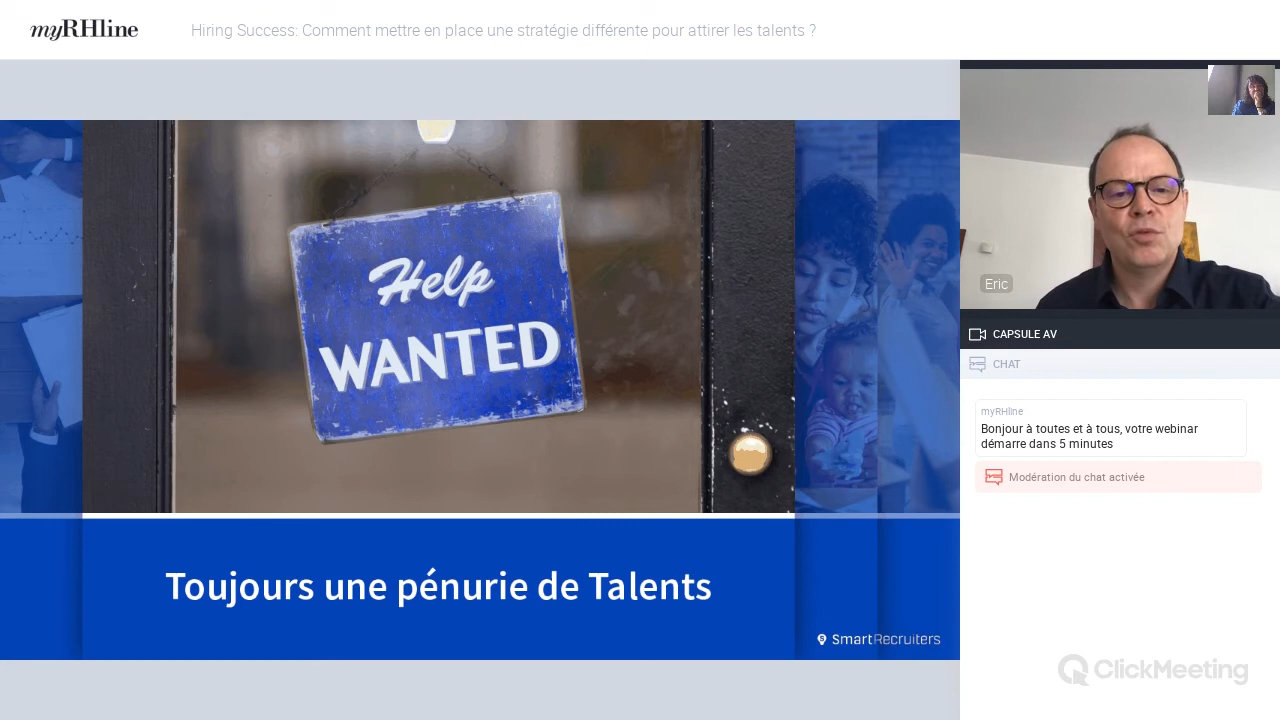 myRHline
Hiring Success: Comment mettre en place une stratégie différente pour attirer les talents ?
Help
WANTED
Toujours une pénurie de Talents
SmartRecruiters
Eric
CAPSULE AV
CHAT
myRHline
Bonjour à toutes et à tous, votre webinar
démarre dans 5 minutes
Modération du chat activée
ClickMeeting